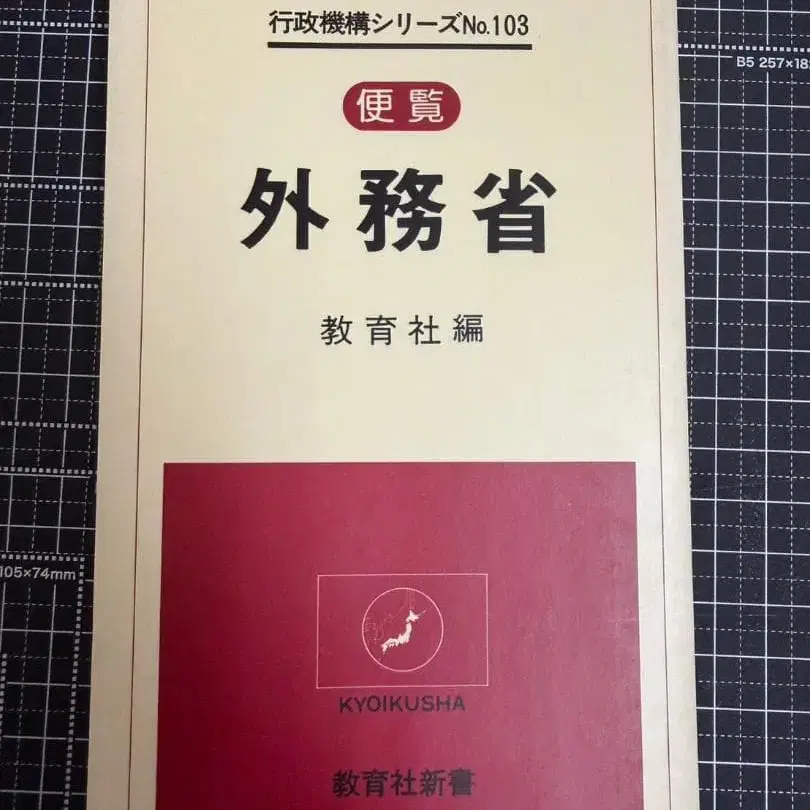 行政機構シリーズNo.103
便覧
外務省
教育社編
KYOIKUSHA
教育社新書
B5 257×182
105×74mm